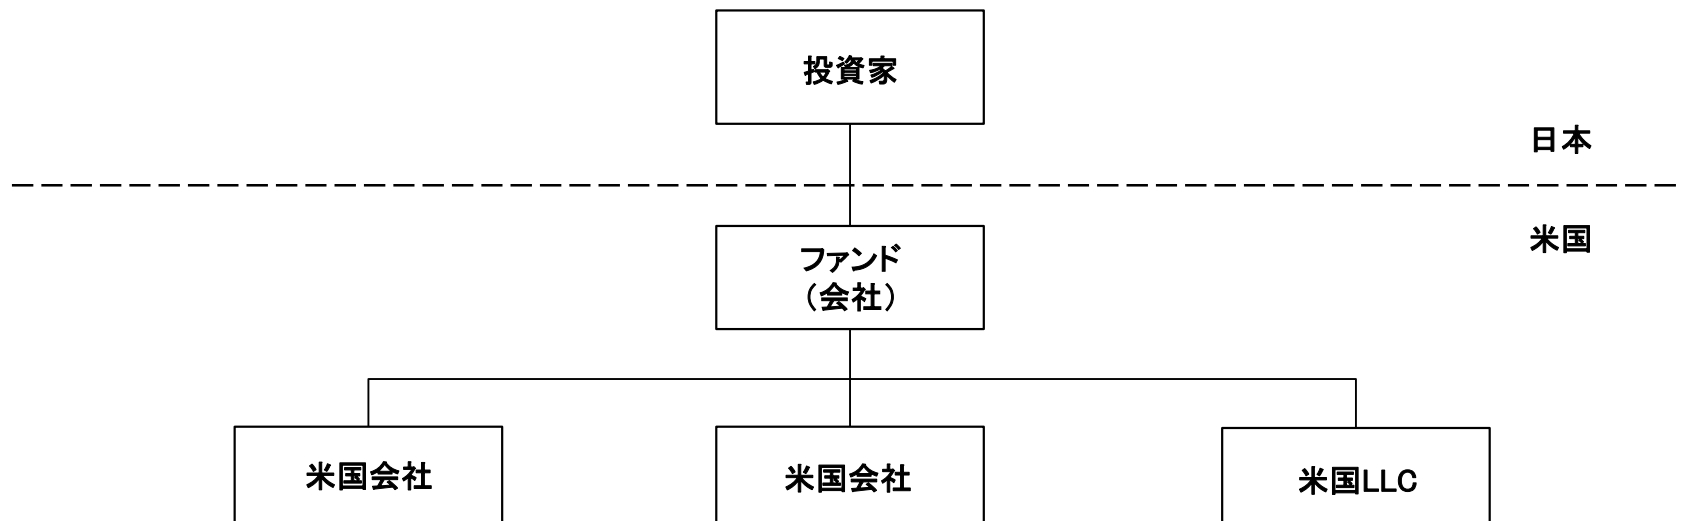 投資家
日本
米国
ファンド
（会社）
米国会社
米国会社
米国LLC